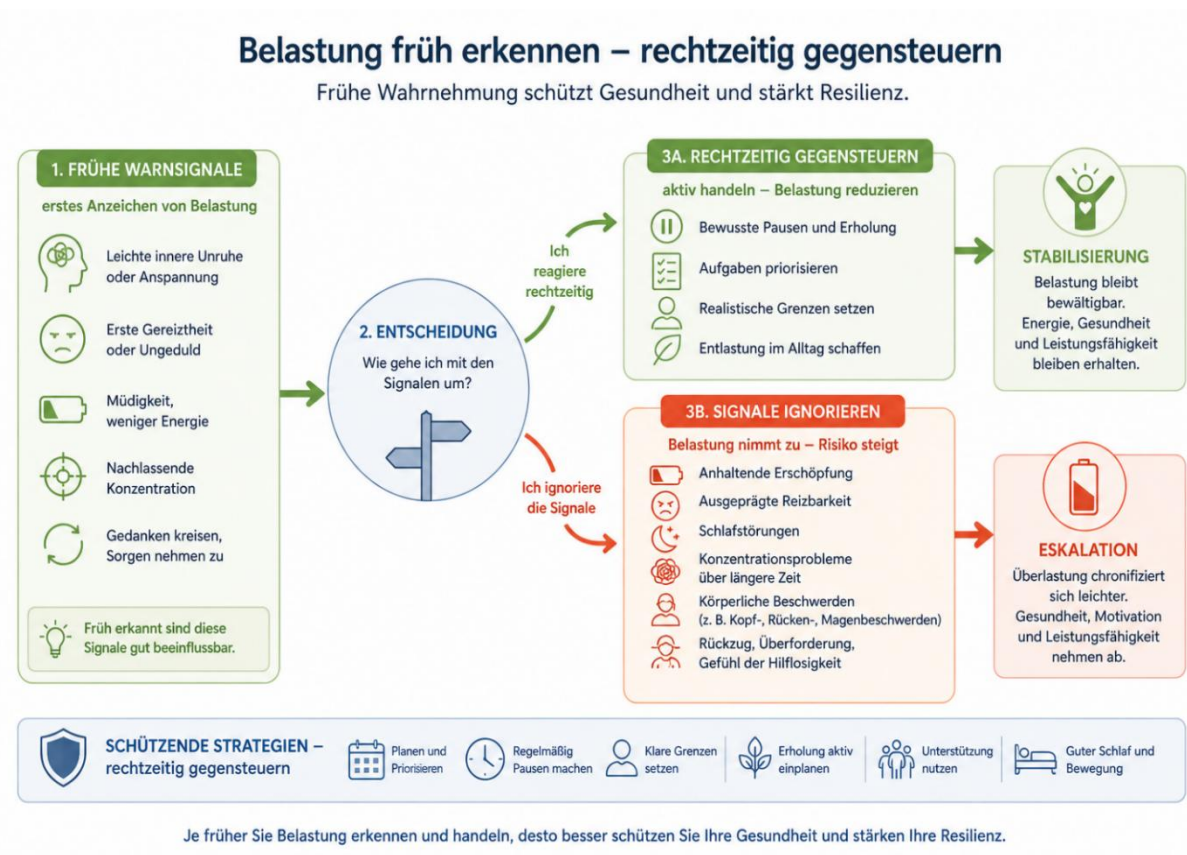 Belastung früh erkennen – rechtzeitig gegensteuern
Frühe Wahrnehmung schützt Gesundheit und stärkt Resilienz.
1. FRÜHE WARNSIGNALE
erstes Anzeichen von Belastung
Leichte innere Unruhe
oder Anspannung
Erste Gereiztheit
oder Ungeduld
Müdigkeit,
weniger Energie
Nachlassende
Konzentration
Gedanken kreisen,
Sorgen nehmen zu
Früh erkannt sind diese
Signale gut beeinflussbar.
2. ENTSCHEIDUNG
Wie gehe ich mit den
Signalen um?
Ich
reagiere
rechtzeitig
Ich ignoriere
die Signale
3A. RECHTZEITIG GEGENSTEUERN
aktiv handeln – Belastung reduzieren
Bewusste Pausen und Erholung
Aufgaben priorisieren
Realistische Grenzen setzen
Entlastung im Alltag schaffen
STABILISIERUNG
Belastung bleibt
bewältigbar.
Energie, Gesundheit
und Leistungsfähigkeit
bleiben erhalten.
3B. SIGNALE IGNORIEREN
Belastung nimmt zu – Risiko steigt
Anhaltende Erschöpfung
Ausgeprägte Reizbarkeit
Schlafstörungen
Konzentrationsprobleme
über längere Zeit
Körperliche Beschwerden
(z. B. Kopf-, Rücken-, Magenbeschwerden)
Rückzug, Überforderung,
Gefühl der Hilflosigkeit
ESKALATION
Überlastung chronifiziert
sich leichter.
Gesundheit, Motivation
und Leistungsfähigkeit
nehmen ab.
SCHÜTZENDE STRATEGIEN –
rechtzeitig gegensteuern
Planen und
Priorisieren
Regelmäßig
Pausen machen
Klare Grenzen
setzen
Erholung aktiv
einplanen
Unterstützung
nutzen
Guter Schlaf und
Bewegung
Je früher Sie Belastung erkennen und handeln, desto besser schützen Sie Ihre Gesundheit und stärken Ihre Resilienz.